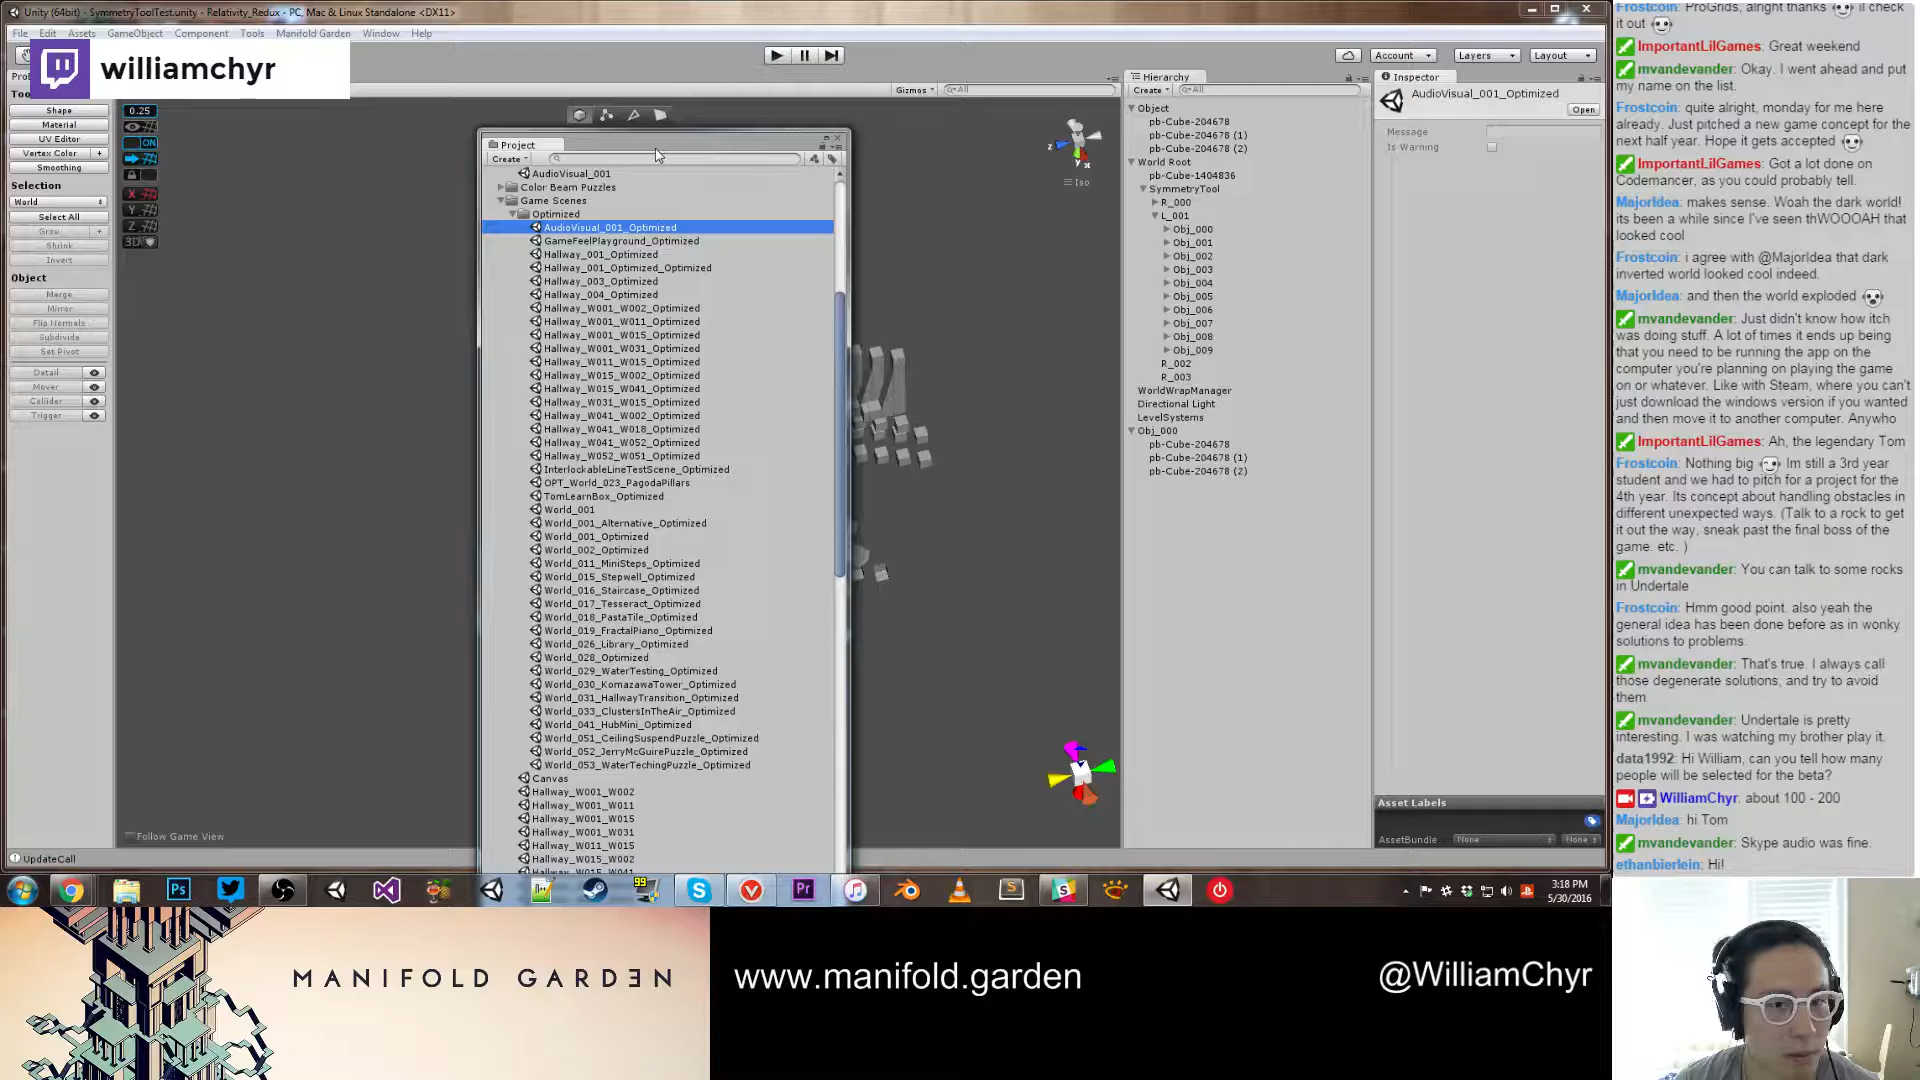 Unity (64bit) - SymmetryToolTest.unity - Relativity_Redux - PC, Mac & Linux Standalone <DX11>
File Edit Assets GameObject Component Tools Manifold Garden Window Help
williamchyr
Account Layers Layout
Shape
Material
UV Editor
Vertex Color +
Smoothing
Selection
World
Select All
Grow +
Shrink
Invert
Object
Merge
Mirror
Flip Normals
Subdivide
Set Pivot
Detail
Mover
Collider
Trigger
0.25
ON
X
Y
Z
3D
Gizmos All
Iso
z y x
Follow Game View
UpdateCall
Project
Create
AudioVisual_001
Color Beam Puzzles
Game Scenes
Optimized
AudioVisual_001_Optimized
GameFeelPlayground_Optimized
Hallway_001_Optimized
Hallway_001_Optimized_Optimized
Hallway_003_Optimized
Hallway_004_Optimized
Hallway_W001_W002_Optimized
Hallway_W001_W011_Optimized
Hallway_W001_W015_Optimized
Hallway_W001_W031_Optimized
Hallway_W011_W015_Optimized
Hallway_W015_W002_Optimized
Hallway_W015_W041_Optimized
Hallway_W031_W015_Optimized
Hallway_W041_W002_Optimized
Hallway_W041_W018_Optimized
Hallway_W041_W052_Optimized
Hallway_W052_W051_Optimized
InterlockableLineTestScene_Optimized
OPT_World_023_PagodaPillars
TomLearnBox_Optimized
World_001
World_001_Alternative_Optimized
World_001_Optimized
World_002_Optimized
World_011_MiniSteps_Optimized
World_015_Stepwell_Optimized
World_016_Staircase_Optimized
World_017_Tesseract_Optimized
World_018_PastaTile_Optimized
World_019_FractalPiano_Optimized
World_026_Library_Optimized
World_028_Optimized
World_029_WaterTesting_Optimized
World_030_KomazawaTower_Optimized
World_031_HallwayTransition_Optimized
World_033_ClustersInTheAir_Optimized
World_041_HubMini_Optimized
World_051_CeilingSuspendPuzzle_Optimized
World_052_JerryMcGuirePuzzle_Optimized
World_053_WaterTechingPuzzle_Optimized
Canvas
Hallway_W001_W002
Hallway_W001_W011
Hallway_W001_W015
Hallway_W001_W031
Hallway_W011_W015
Hallway_W015_W002
Hallway_W015_W041
Hierarchy
Create All
Object
pb-Cube-204678
pb-Cube-204678 (1)
pb-Cube-204678 (2)
World Root
pb-Cube-1404836
SymmetryTool
R_000
L_001
Obj_000
Obj_001
Obj_002
Obj_003
Obj_004
Obj_005
Obj_006
Obj_007
Obj_008
Obj_009
R_002
R_003
WorldWrapManager
Directional Light
LevelSystems
Obj_000
pb-Cube-204678
pb-Cube-204678 (1)
pb-Cube-204678 (2)
Inspector
AudioVisual_001_Optimized
Open
Message
Is Warning
Asset Labels
AssetBundle None None
Frostcoin: ProGrids, alright thanks ill check
it out
ImportantLilGames: Great weekend
mvandevander: Okay. I went ahead and put
my name on the list.
Frostcoin: quite alright, monday for me here
already. Just pitched a new game concept for the
next half year. Hope it gets accepted
ImportantLilGames: Got a lot done on
Codemancer, as you could probably tell.
MajorIdea: makes sense. Woah the dark world!
its been a while since I've seen thWOOOAH that
looked cool
Frostcoin: i agree with @MajorIdea that dark
inverted world looked cool indeed.
MajorIdea: and then the world exploded
mvandevander: Just didn't know how itch
was doing stuff. A lot of times it ends up being
that you need to be running the app on the
computer you're planning on playing the game
on or whatever. Like with Steam, where you can't
just download the windows version if you wanted
and then move it to another computer. Anywho
ImportantLilGames: Ah, the legendary Tom
Frostcoin: Nothing big Im still a 3rd year
student and we had to pitch for a project for the
4th year. Its concept about handling obstacles in
different unexpected ways. (Talk to a rock to get
it out the way, sneak past the final boss of the
game. etc. )
mvandevander: You can talk to some rocks
in Undertale
Frostcoin: Hmm good point. also yeah the
general idea has been done before as in wonky
solutions to problems.
mvandevander: That's true. I always call
those degenerate solutions, and try to avoid
them
mvandevander: Undertale is pretty
interesting. I was watching my brother play it.
data1992: Hi William, can you tell how many
people will be selected for the beta?
WilliamChyr: about 100 - 200
MajorIdea: hi Tom
mvandevander: Skype audio was fine.
ethanbierlein: Hi!
Ps
99
Pr
S
3:18 PM
5/30/2016
MANIFOLD GARDEN
www.manifold.garden
@WilliamChyr